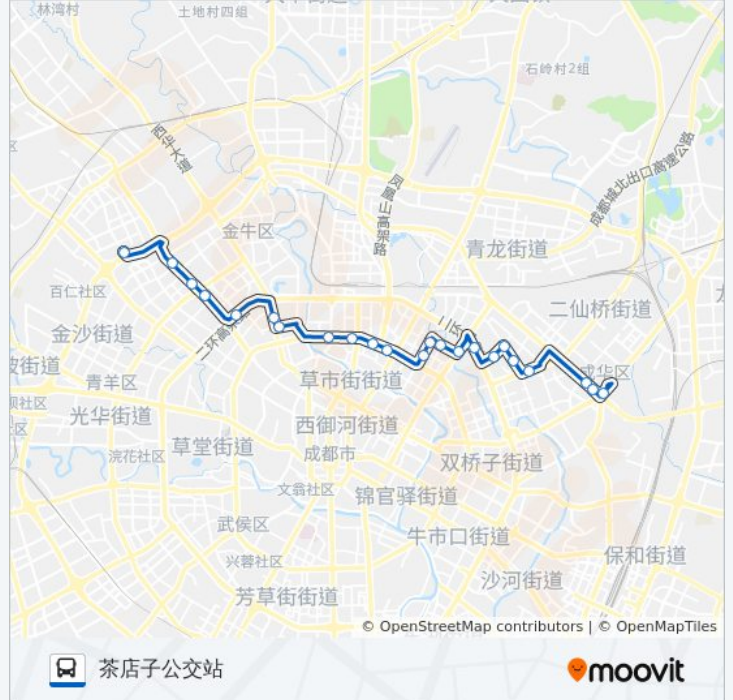 林湾村
土地村四组
石岭村2组
西华大道
成都城北出口高速公路
凤凰山高架路
金牛区
青龙街道
百仁社区
二仙桥街道
金沙街道
二环
二环高架
坡街道
成华区
青羊区
草市街街道
光华街道
西御河街道
草堂街道
成都市
浣花社区
双桥子街道
文翁社区
锦官驿街道
武侯区
牛市口街道
兴蓉社区
保和街道
沙河街道
芳草街街道
© OpenStreetMap contributors | © OpenMapTiles
茶店子公交站
moovit